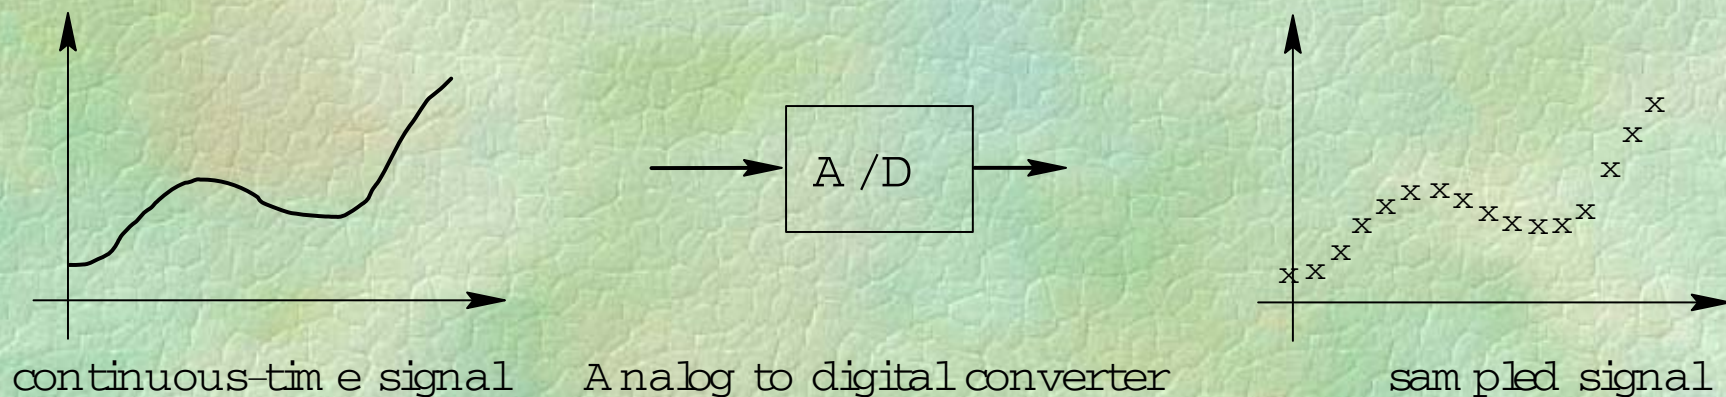 A/D
continuous-time signal
Analog to digital converter
sampled signal